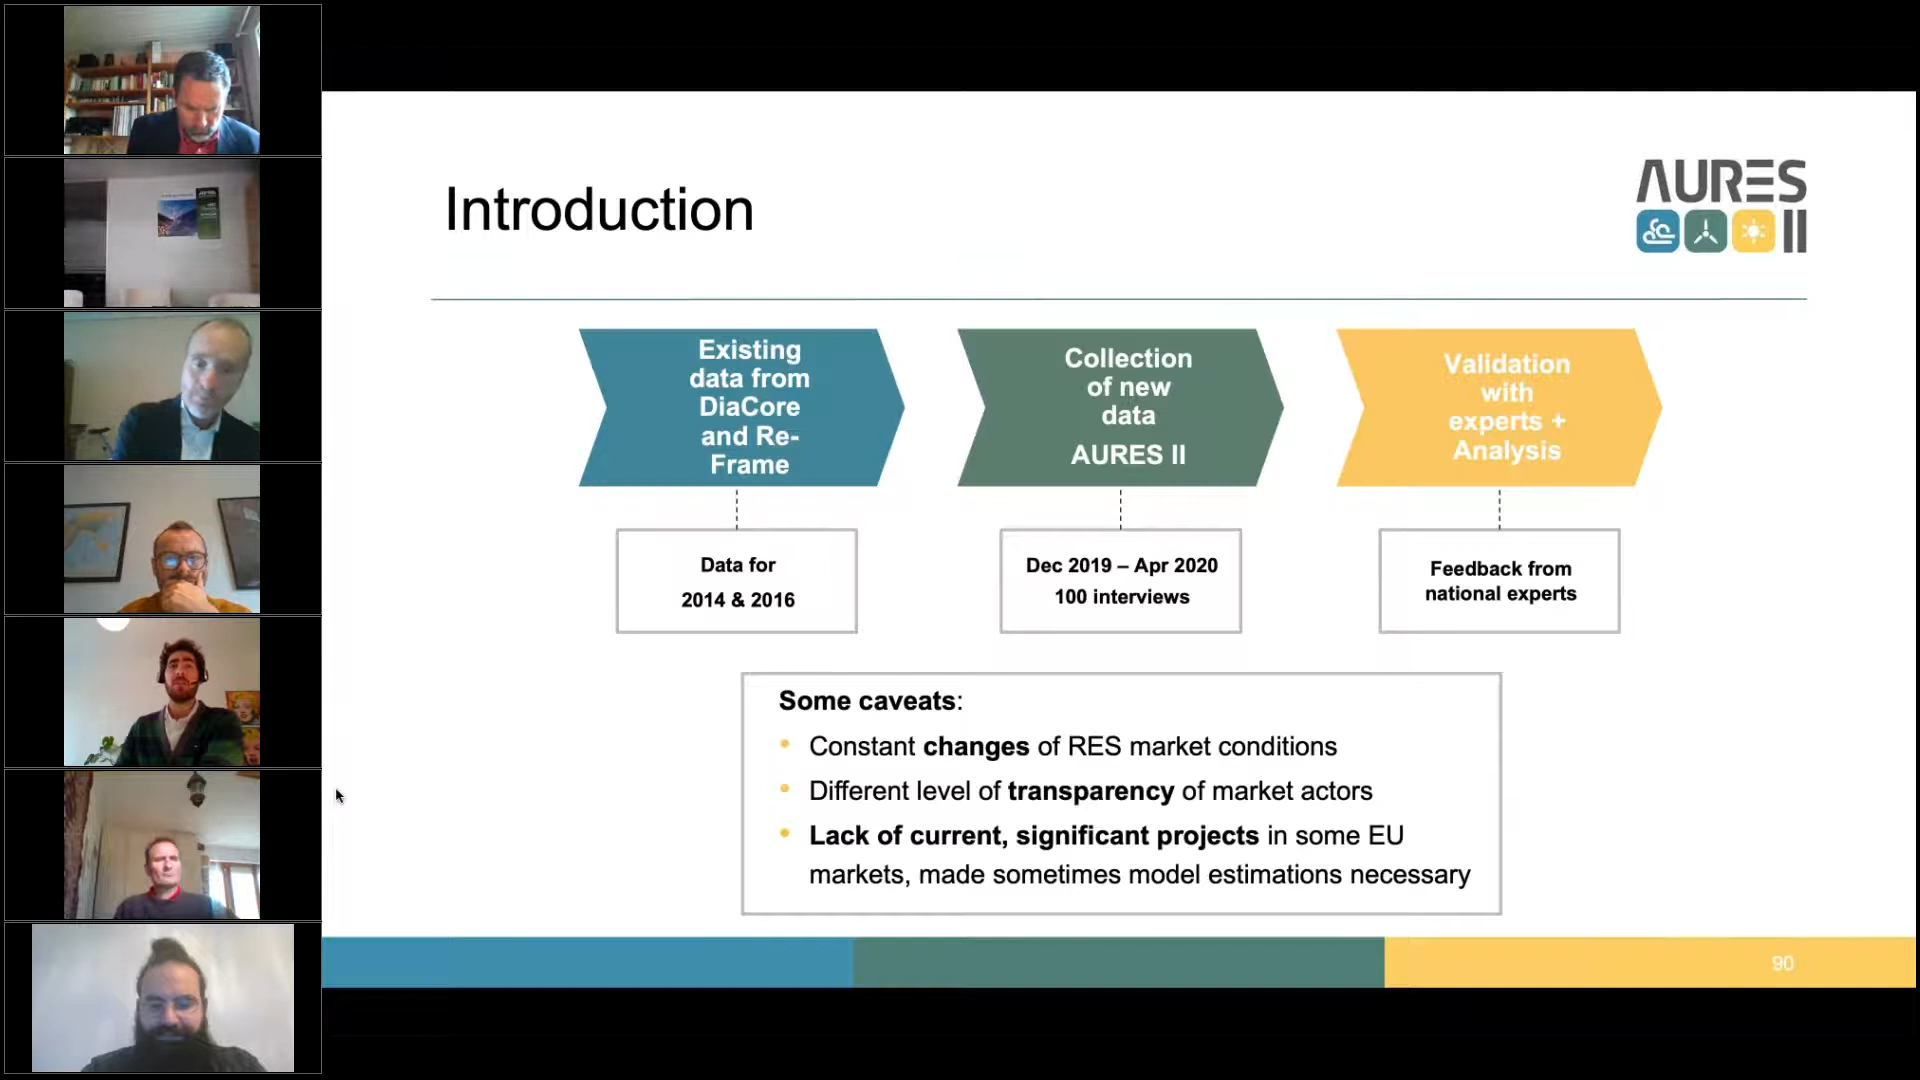 Introduction
AURES
II
Existing
data from
DiaCore
and Re-
Frame
Collection
of new
data
AURES II
Validation
with
experts +
Analysis
Data for
2014 & 2016
Dec 2019 – Apr 2020
100 interviews
Feedback from
national experts
Some caveats:
• Constant changes of RES market conditions
• Different level of transparency of market actors
• Lack of current, significant projects in some EU
markets, made sometimes model estimations necessary
90